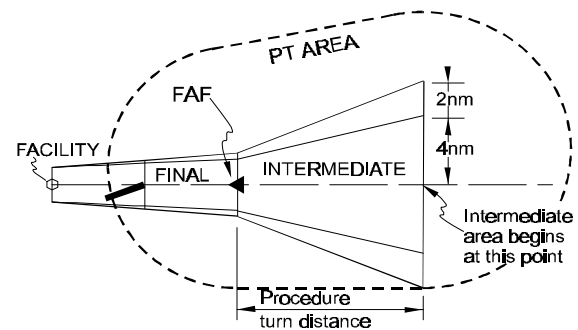 PT AREA
FAF
2nm
4nm
FACILITY
FINAL
INTERMEDIATE
Intermediate
area begins
at this point
Procedure
turn distance